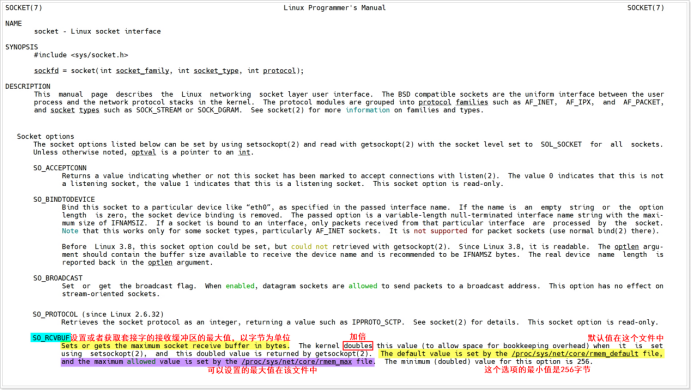 SOCKET(7) Linux Programmer's Manual SOCKET(7)
NAME
socket - Linux socket interface
SYNOPSIS
#include <sys/socket.h>
sockfd = socket(int socket_family, int socket_type, int protocol);
DESCRIPTION
This manual page describes the Linux networking socket layer user interface. The BSD compatible sockets are the uniform interface between the user
process and the network protocol stacks in the kernel. The protocol modules are grouped into protocol families such as AF_INET, AF_IPX, and AF_PACKET,
and socket types such as SOCK_STREAM or SOCK_DGRAM. See socket(2) for more information on families and types.
Socket options
The socket options listed below can be set by using setsockopt(2) and read with getsockopt(2) with the socket level set to SOL_SOCKET for all sockets.
Unless otherwise noted, optval is a pointer to an int.
SO_ACCEPTCONN
Returns a value indicating whether or not this socket has been marked to accept connections with listen(2). The value 0 indicates that this is not
a listening socket, the value 1 indicates that this is a listening socket. This socket option is read-only.
SO_BINDTODEVICE
Bind this socket to a particular device like “eth0”, as specified in the passed interface name. If the name is an empty string or the option
length is zero, the socket device binding is removed. The passed option is a variable-length null-terminated interface name string with the maxi‐
mum size of IFNAMSIZ. If a socket is bound to an interface, only packets received from that particular interface are processed by the socket.
Note that this works only for some socket types, particularly AF_INET sockets. It is not supported for packet sockets (use normal bind(2) there).
Before Linux 3.8, this socket option could be set, but could not retrieved with getsockopt(2). Since Linux 3.8, it is readable. The optlen argu‐
ment should contain the buffer size available to receive the device name and is recommended to be IFNAMSZ bytes. The real device name length is
reported back in the optlen argument.
SO_BROADCAST
Set or get the broadcast flag. When enabled, datagram sockets are allowed to send packets to a broadcast address. This option has no effect on
stream-oriented sockets.
SO_PROTOCOL (since Linux 2.6.32)
Retrieves the socket protocol as an integer, returning a value such as IPPROTO_SCTP. See socket(2) for details. This socket option is read-only.
SO_RCVBUF设置或者获取套接字的接收缓冲区的最大值，以字节为单位 加倍 默认值在这个文件中
Sets or gets the maximum socket receive buffer in bytes. The kernel doubles this value (to allow space for bookkeeping overhead) when it is set
using setsockopt(2), and this doubled value is returned by getsockopt(2). The default value is set by the /proc/sys/net/core/rmem_default file,
and the maximum allowed value is set by the /proc/sys/net/core/rmem_max file. The minimum (doubled) value for this option is 256.
可以设置的最大值在该文件中 这个选项的最小值是256字节